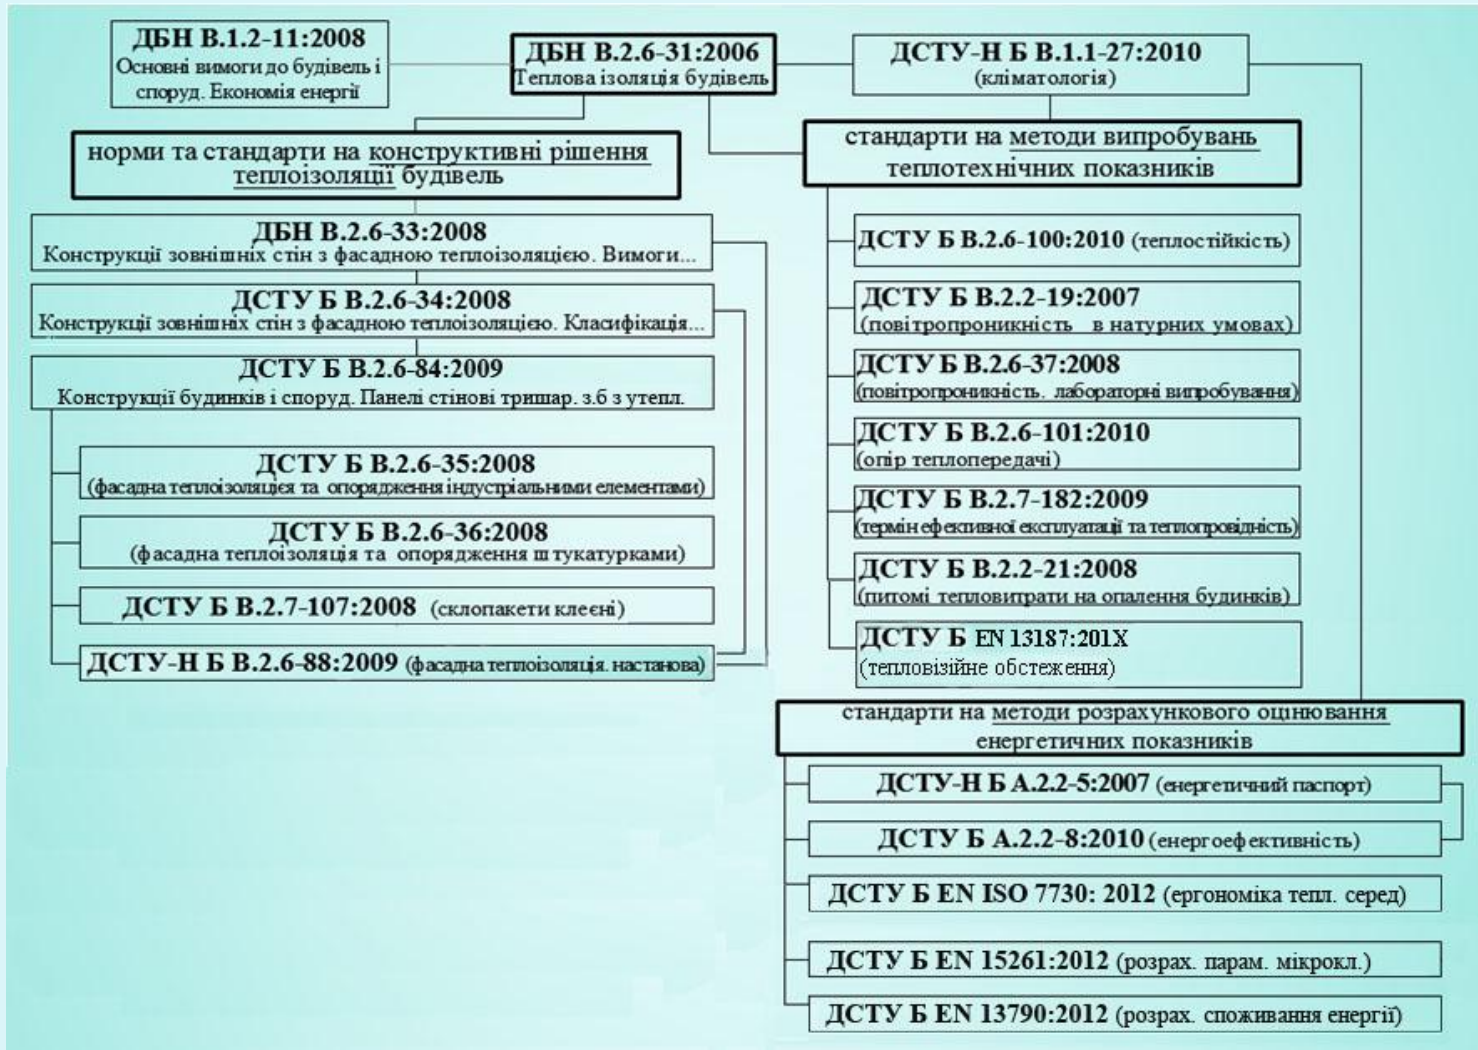 ДБН В.1.2-11:2008
Основні вимоги до будівель і
споруд. Економія енергії
ДБН В.2.6-31:2006
Теплова ізоляція будівель
ДСТУ-Н Б В.1.1-27:2010
(кліматологія)
норми та стандарти на конструктивні рішення
теплоізоляції будівель
ДБН В.2.6-33:2008
Конструкції зовнішніх стін з фасадною теплоізоляцією. Вимоги...
ДСТУ Б В.2.6-34:2008
Конструкції зовнішніх стін з фасадною теплоізоляцією. Класифікація...
ДСТУ Б В.2.6-84:2009
Конструкції будинків і споруд. Панелі стінові тришар. з.б з утепл.
ДСТУ Б В.2.6-35:2008
(фасадна теплоізоляцієя та опорядження індустріальними елементами)
ДСТУ Б В.2.6-36:2008
(фасадна теплоізоляція та опорядження штукатурками)
ДСТУ Б В.2.7-107:2008 (склопакети клеєні)
ДСТУ-Н Б В.2.6-88:2009 (фасадна теплоізоляція. настанова)
стандарти на методи випробувань
теплотехнічних показників
ДСТУ Б В.2.6-100:2010 (теплостійкість)
ДСТУ Б В.2.2-19:2007
(повітропроникність в натурних умовах)
ДСТУ Б В.2.6-37:2008
(повітропроникність. лабораторні випробування)
ДСТУ Б В.2.6-101:2010
(опір теплопередачі)
ДСТУ Б В.2.7-182:2009
(термін ефективної експлуатації та теплопровідність)
ДСТУ Б В.2.2-21:2008
(питомі тепловитрати на опалення будинків)
ДСТУ Б EN 13187:201X
(тепловізійне обстеження)
стандарти на методи розрахункового оцінювання
енергетичних показників
ДСТУ-Н Б А.2.2-5:2007 (енергетичний паспорт)
ДСТУ Б А.2.2-8:2010 (енергоефективність)
ДСТУ Б EN ISO 7730: 2012 (ергономіка тепл. серед)
ДСТУ Б EN 15261:2012 (розрах. парам. мікрокл.)
ДСТУ Б EN 13790:2012 (розрах. споживання енергії)